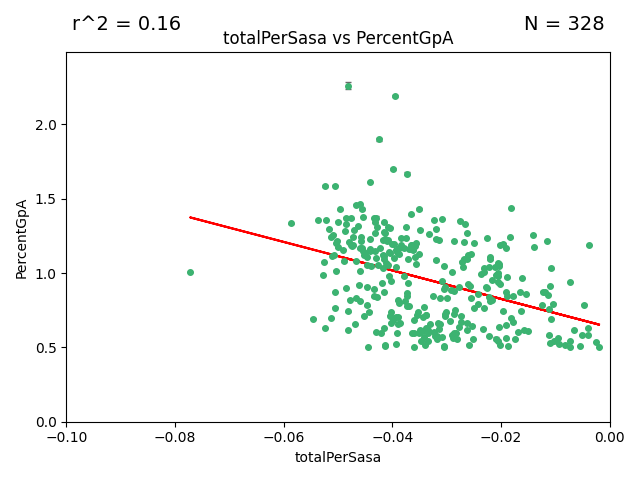 r^2 = 0.16
N = 328
totalPerSasa vs PercentGpA
PercentGpA
2.0
1.5
1.0
0.5
0.0
−0.10
−0.08
−0.06
−0.04
−0.02
0.00
totalPerSasa